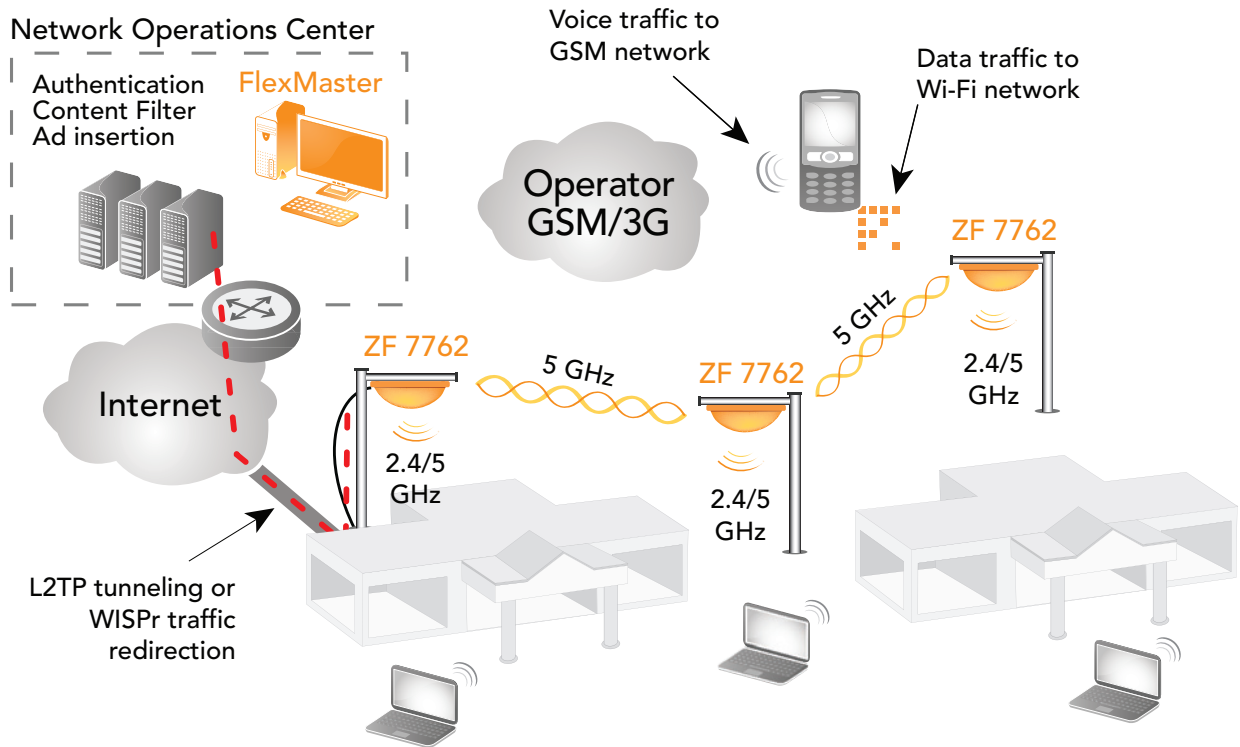 Network Operations Center
Authentication
Content Filter
Ad insertion
FlexMaster
Voice traffic to
GSM network
Data traffic to
Wi-Fi network
Operator
GSM/3G
ZF 7762
5 GHz
2.4/5
GHz
ZF 7762
5 GHz
ZF 7762
2.4/5
GHz
2.4/5
GHz
Internet
L2TP tunneling or
WISPr traffic
redirection